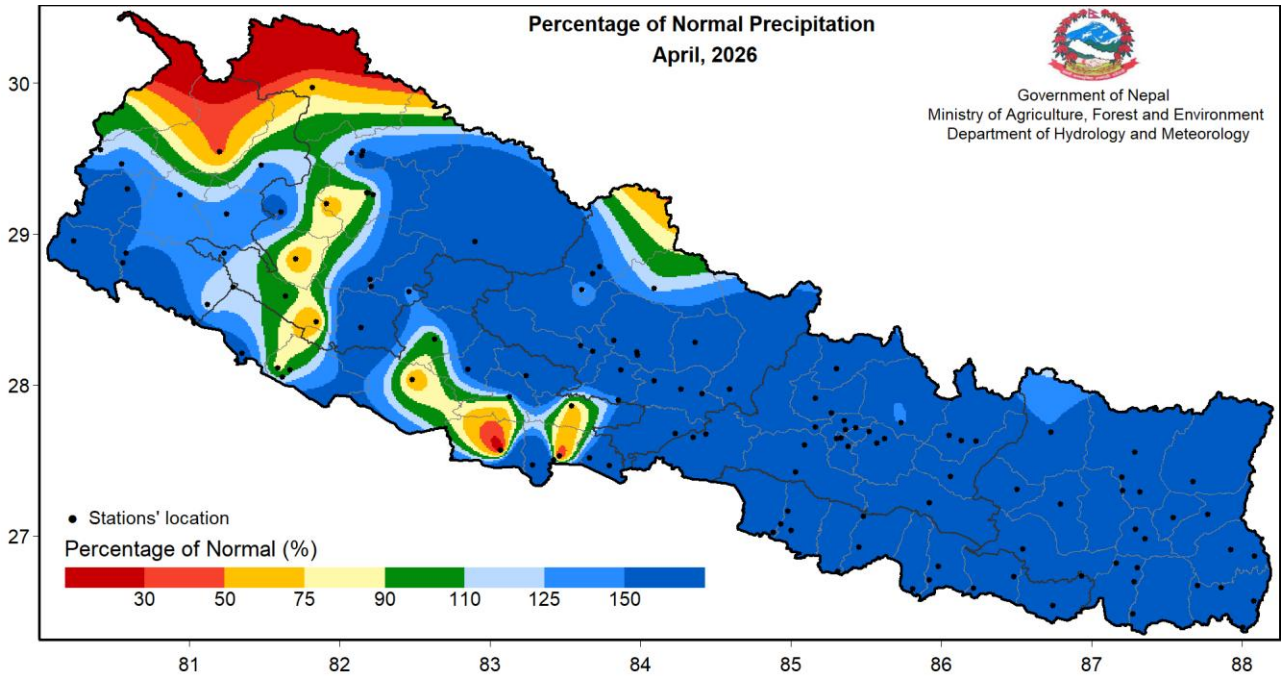 Percentage of Normal Precipitation
April, 2026
Government of Nepal
Ministry of Agriculture, Forest and Environment
Department of Hydrology and Meteorology
30
29
28
27
Stations' location
Percentage of Normal (%)
30 50 75 90 110 125 150
81 82 83 84 85 86 87 88